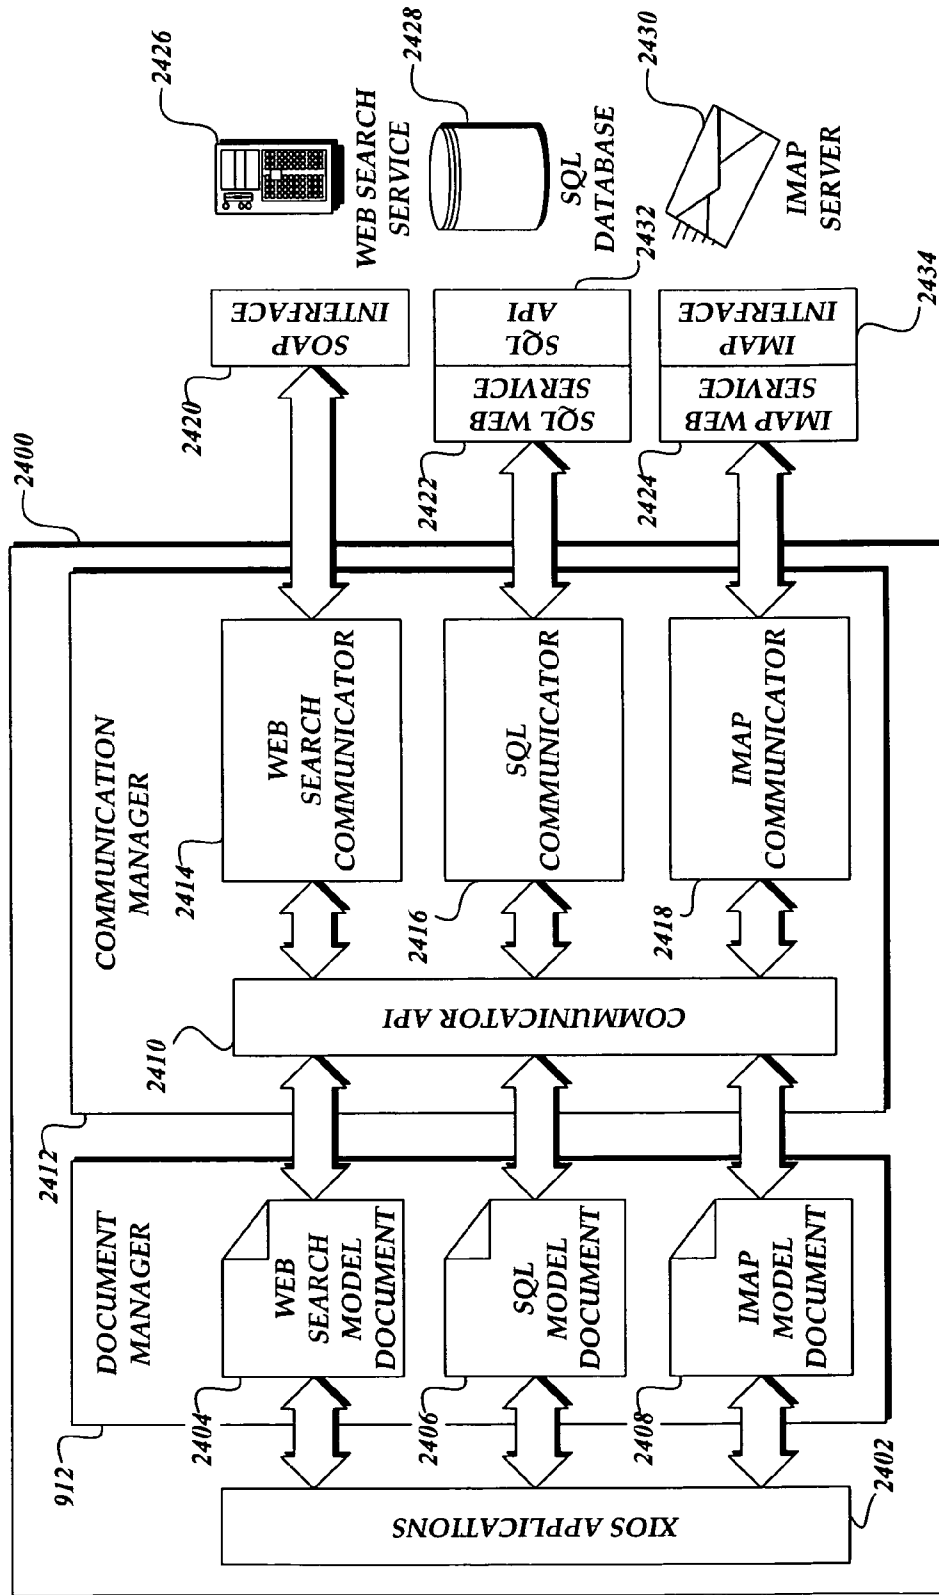 2400
912
DOCUMENT
MANAGER
2412
COMMUNICATION
MANAGER
XIOS APPLICATIONS
2402
2404
WEB
SEARCH
MODEL
DOCUMENT
2406
SQL
MODEL
DOCUMENT
2408
IMAP
MODEL
DOCUMENT
2410
COMMUNICATOR API
2414
WEB
SEARCH
COMMUNICATOR
2416
SQL
COMMUNICATOR
2418
IMAP
COMMUNICATOR
2420
SOAP
INTERFACE
2422
SQL WEB
SERVICE
SQL
API
2432
2424
IMAP WEB
SERVICE
IMAP
INTERFACE
2434
2426
WEB SEARCH
SERVICE
2428
SQL
DATABASE
2430
IMAP
SERVER